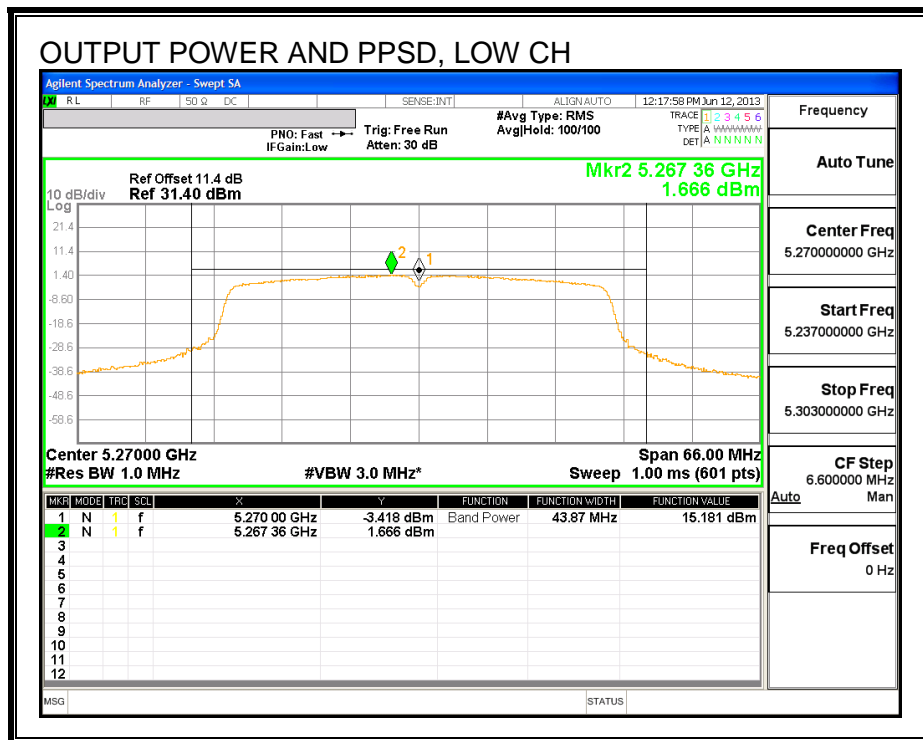 OUTPUT POWER AND PPSD, LOW CH
Agilent Spectrum Analyzer - Swept SA
LXI RL RF 50 Ω DC SENSE:INT ALIGN AUTO 12:17:58 PM Jun 12, 2013
#Avg Type: RMS TRACE 1 2 3 4 5 6
PNO: Fast Trig: Free Run Avg|Hold: 100/100 TYPE A WWWWW
IFGain:Low Atten: 30 dB DET A N N N N N
Frequency
Auto Tune
Center Freq
5.270000000 GHz
Start Freq
5.237000000 GHz
Stop Freq
5.303000000 GHz
CF Step
6.600000 MHz
Auto Man
Freq Offset
0 Hz
Mkr2 5.267 36 GHz
1.666 dBm
Ref Offset 11.4 dB
10 dB/div Ref 31.40 dBm
Log
21.4
11.4
1.40
-8.60
-18.6
-28.6
-38.6
-48.6
-58.6
2 1
Center 5.27000 GHz Span 66.00 MHz
#Res BW 1.0 MHz #VBW 3.0 MHz* Sweep 1.00 ms (601 pts)
MKR MODE TRC SCL X Y FUNCTION FUNCTION WIDTH FUNCTION VALUE
1 N 1 f 5.270 00 GHz -3.418 dBm Band Power 43.87 MHz 15.181 dBm
2 N 1 f 5.267 36 GHz 1.666 dBm
3
4
5
6
7
8
9
10
11
12
MSG STATUS